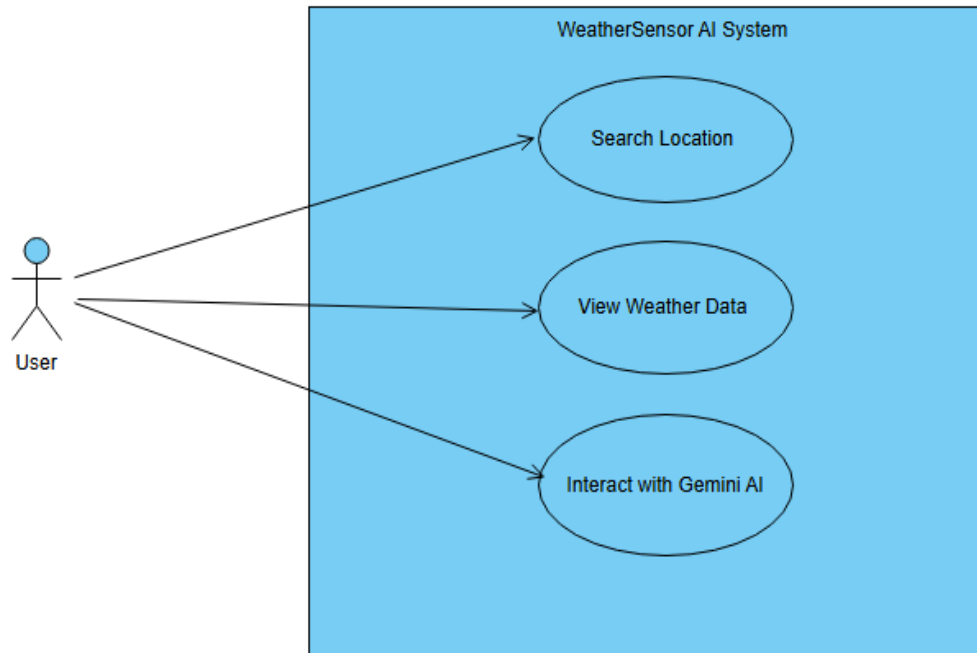 WeatherSensor AI System
Search Location
View Weather Data
User
Interact with Gemini AI